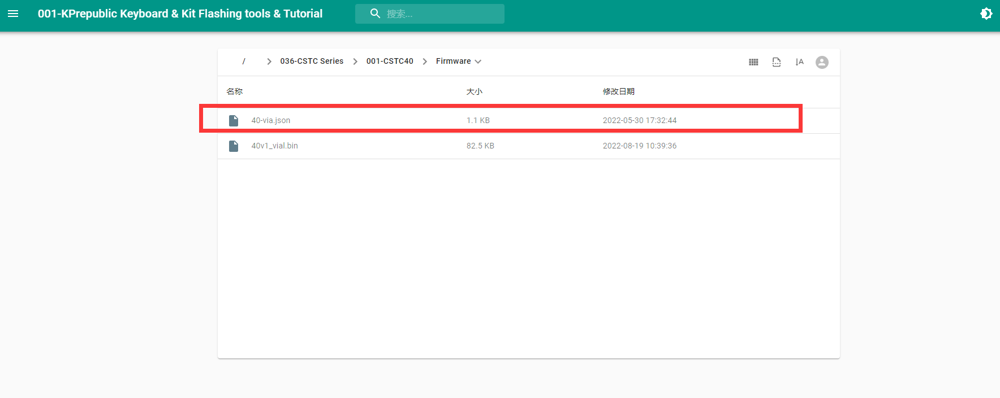 001-KPrepublic Keyboard & Kit Flashing tools & Tutorial
搜索...
/ 036-CSTC Series 001-CSTC40 Firmware
A
名称 大小 修改日期
40-via.json 1.1 KB 2022-05-30 17:32:44
40v1_vial.bin 82.5 KB 2022-08-19 10:39:36